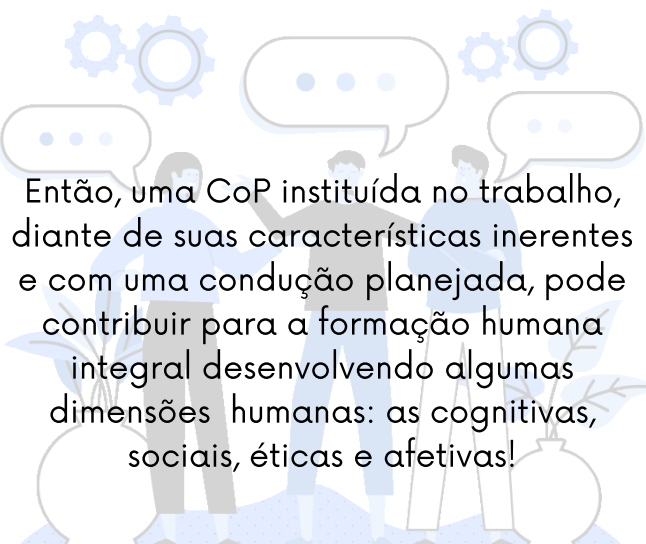 Então, uma CoP instituída no trabalho,
diante de suas características inerentes
e com uma condução planejada, pode
contribuir para a formação humana
integral desenvolvendo algumas
dimensões  humanas: as cognitivas,
sociais, éticas e afetivas!